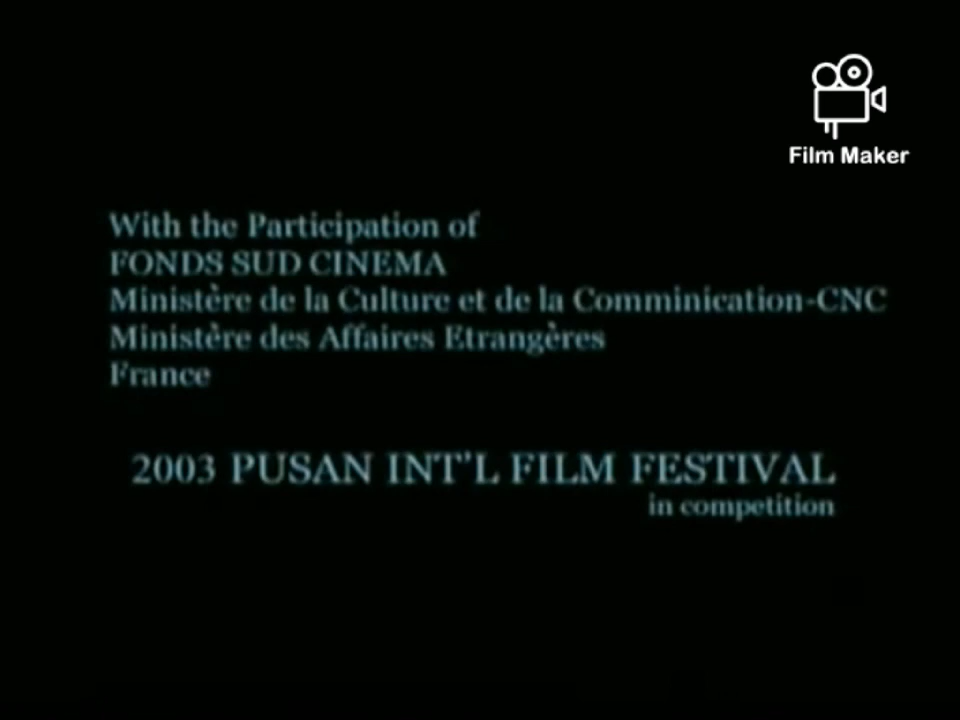 Film Maker
With the Participation of
FONDS SUD CINEMA
Ministère de la Culture et de la Comminication-CNC
Ministère des Affaires Etrangères
France
2003 PUSAN INT'L FILM FESTIVAL
in competition